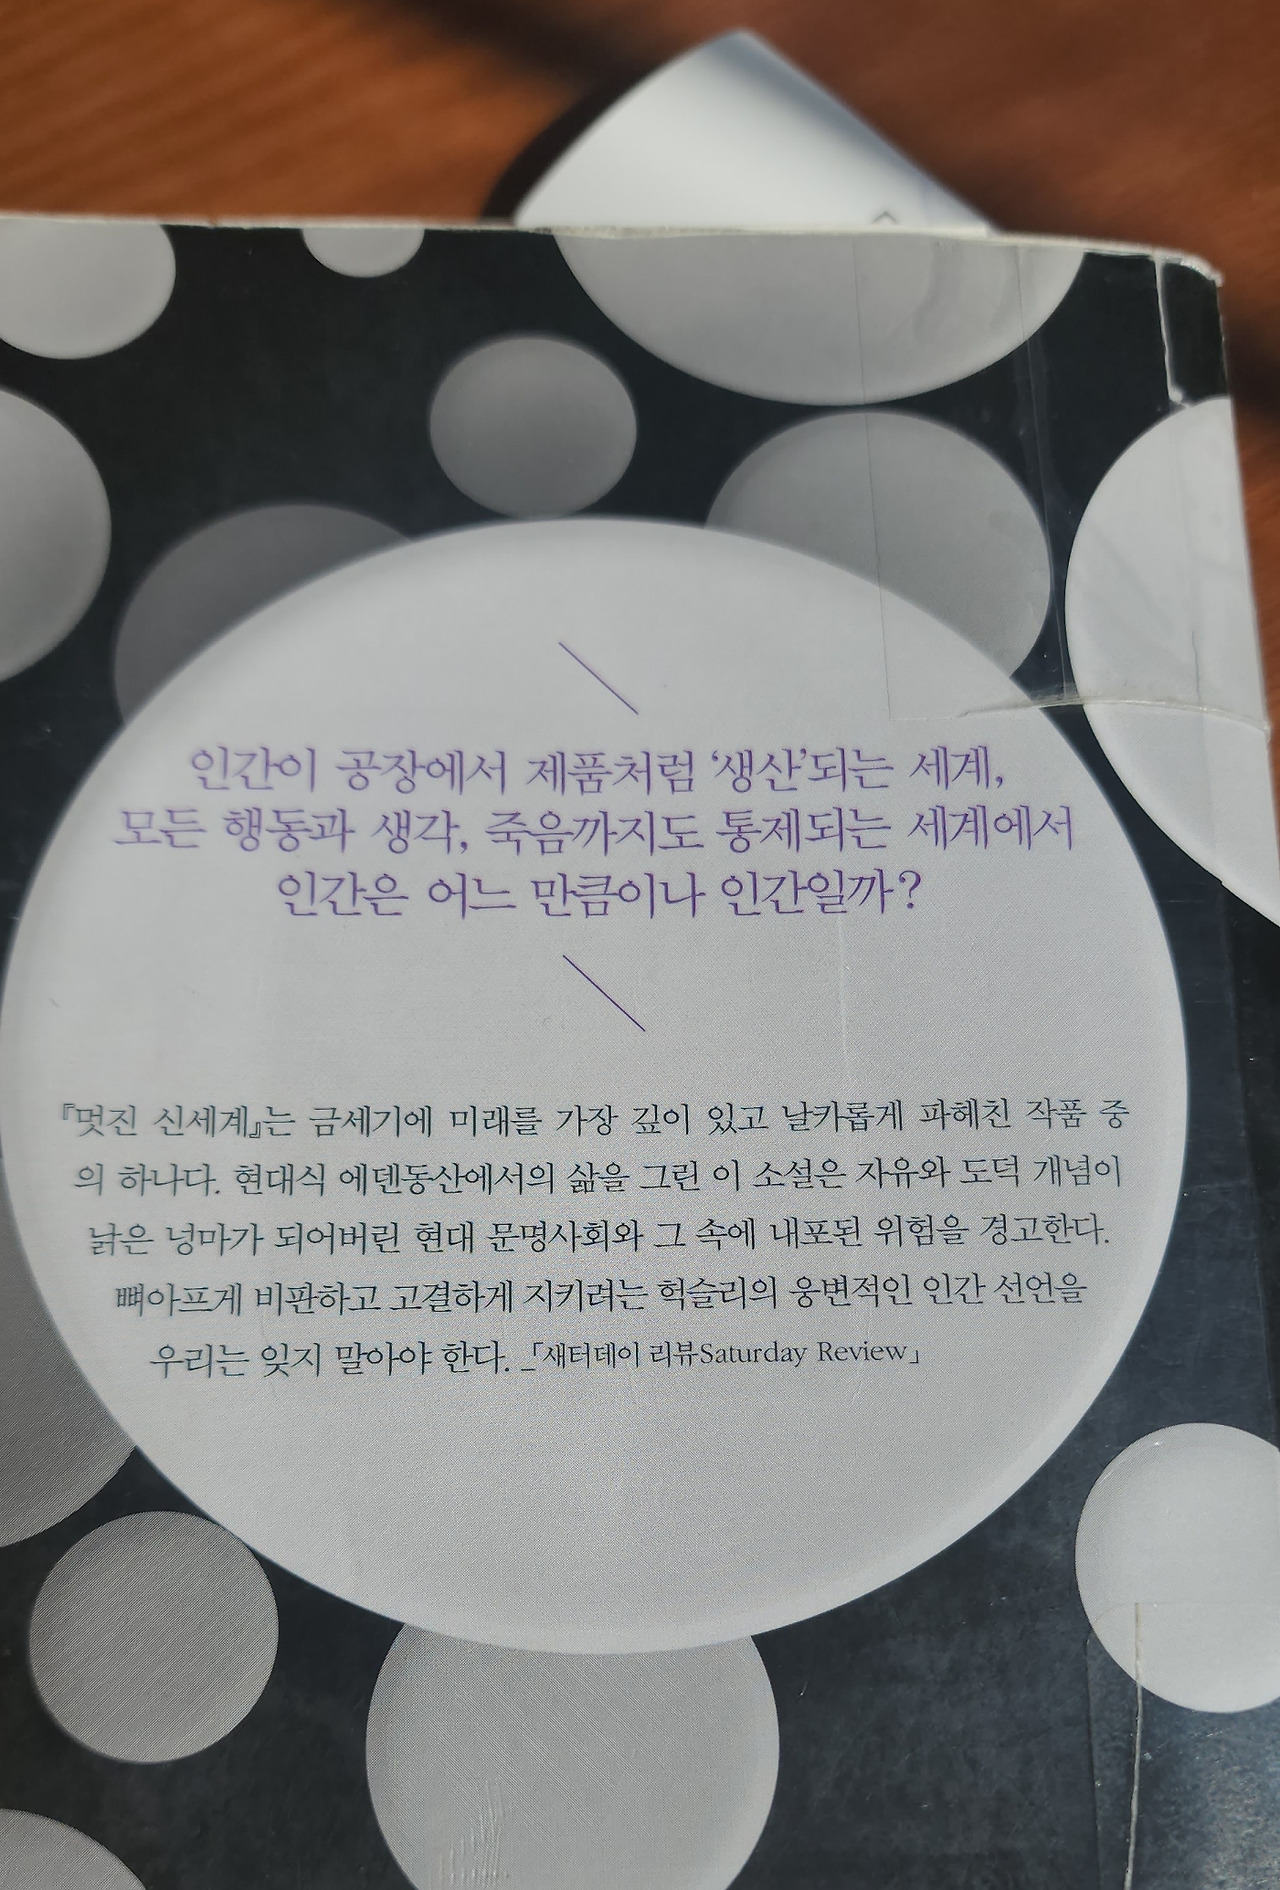 인간이 공장에서 제품처럼 ‘생산’되는 세계,
모든 행동과 생각, 죽음까지도 통제되는 세계에서
인간은 어느 만큼이나 인간일까?
『멋진 신세계』는 금세기에 미래를 가장 깊이 있고 날카롭게 파헤친 작품 중
의 하나다. 현대식 에덴동산에서의 삶을 그린 이 소설은 자유와 도덕 개념이
낡은 넝마가 되어버린 현대 문명사회와 그 속에 내포된 위험을 경고한다.
뼈아프게 비판하고 고결하게 지키려는 헉슬리의 웅변적인 인간 선언을
우리는 잊지 말아야 한다. _「새터데이 리뷰Saturday Review」